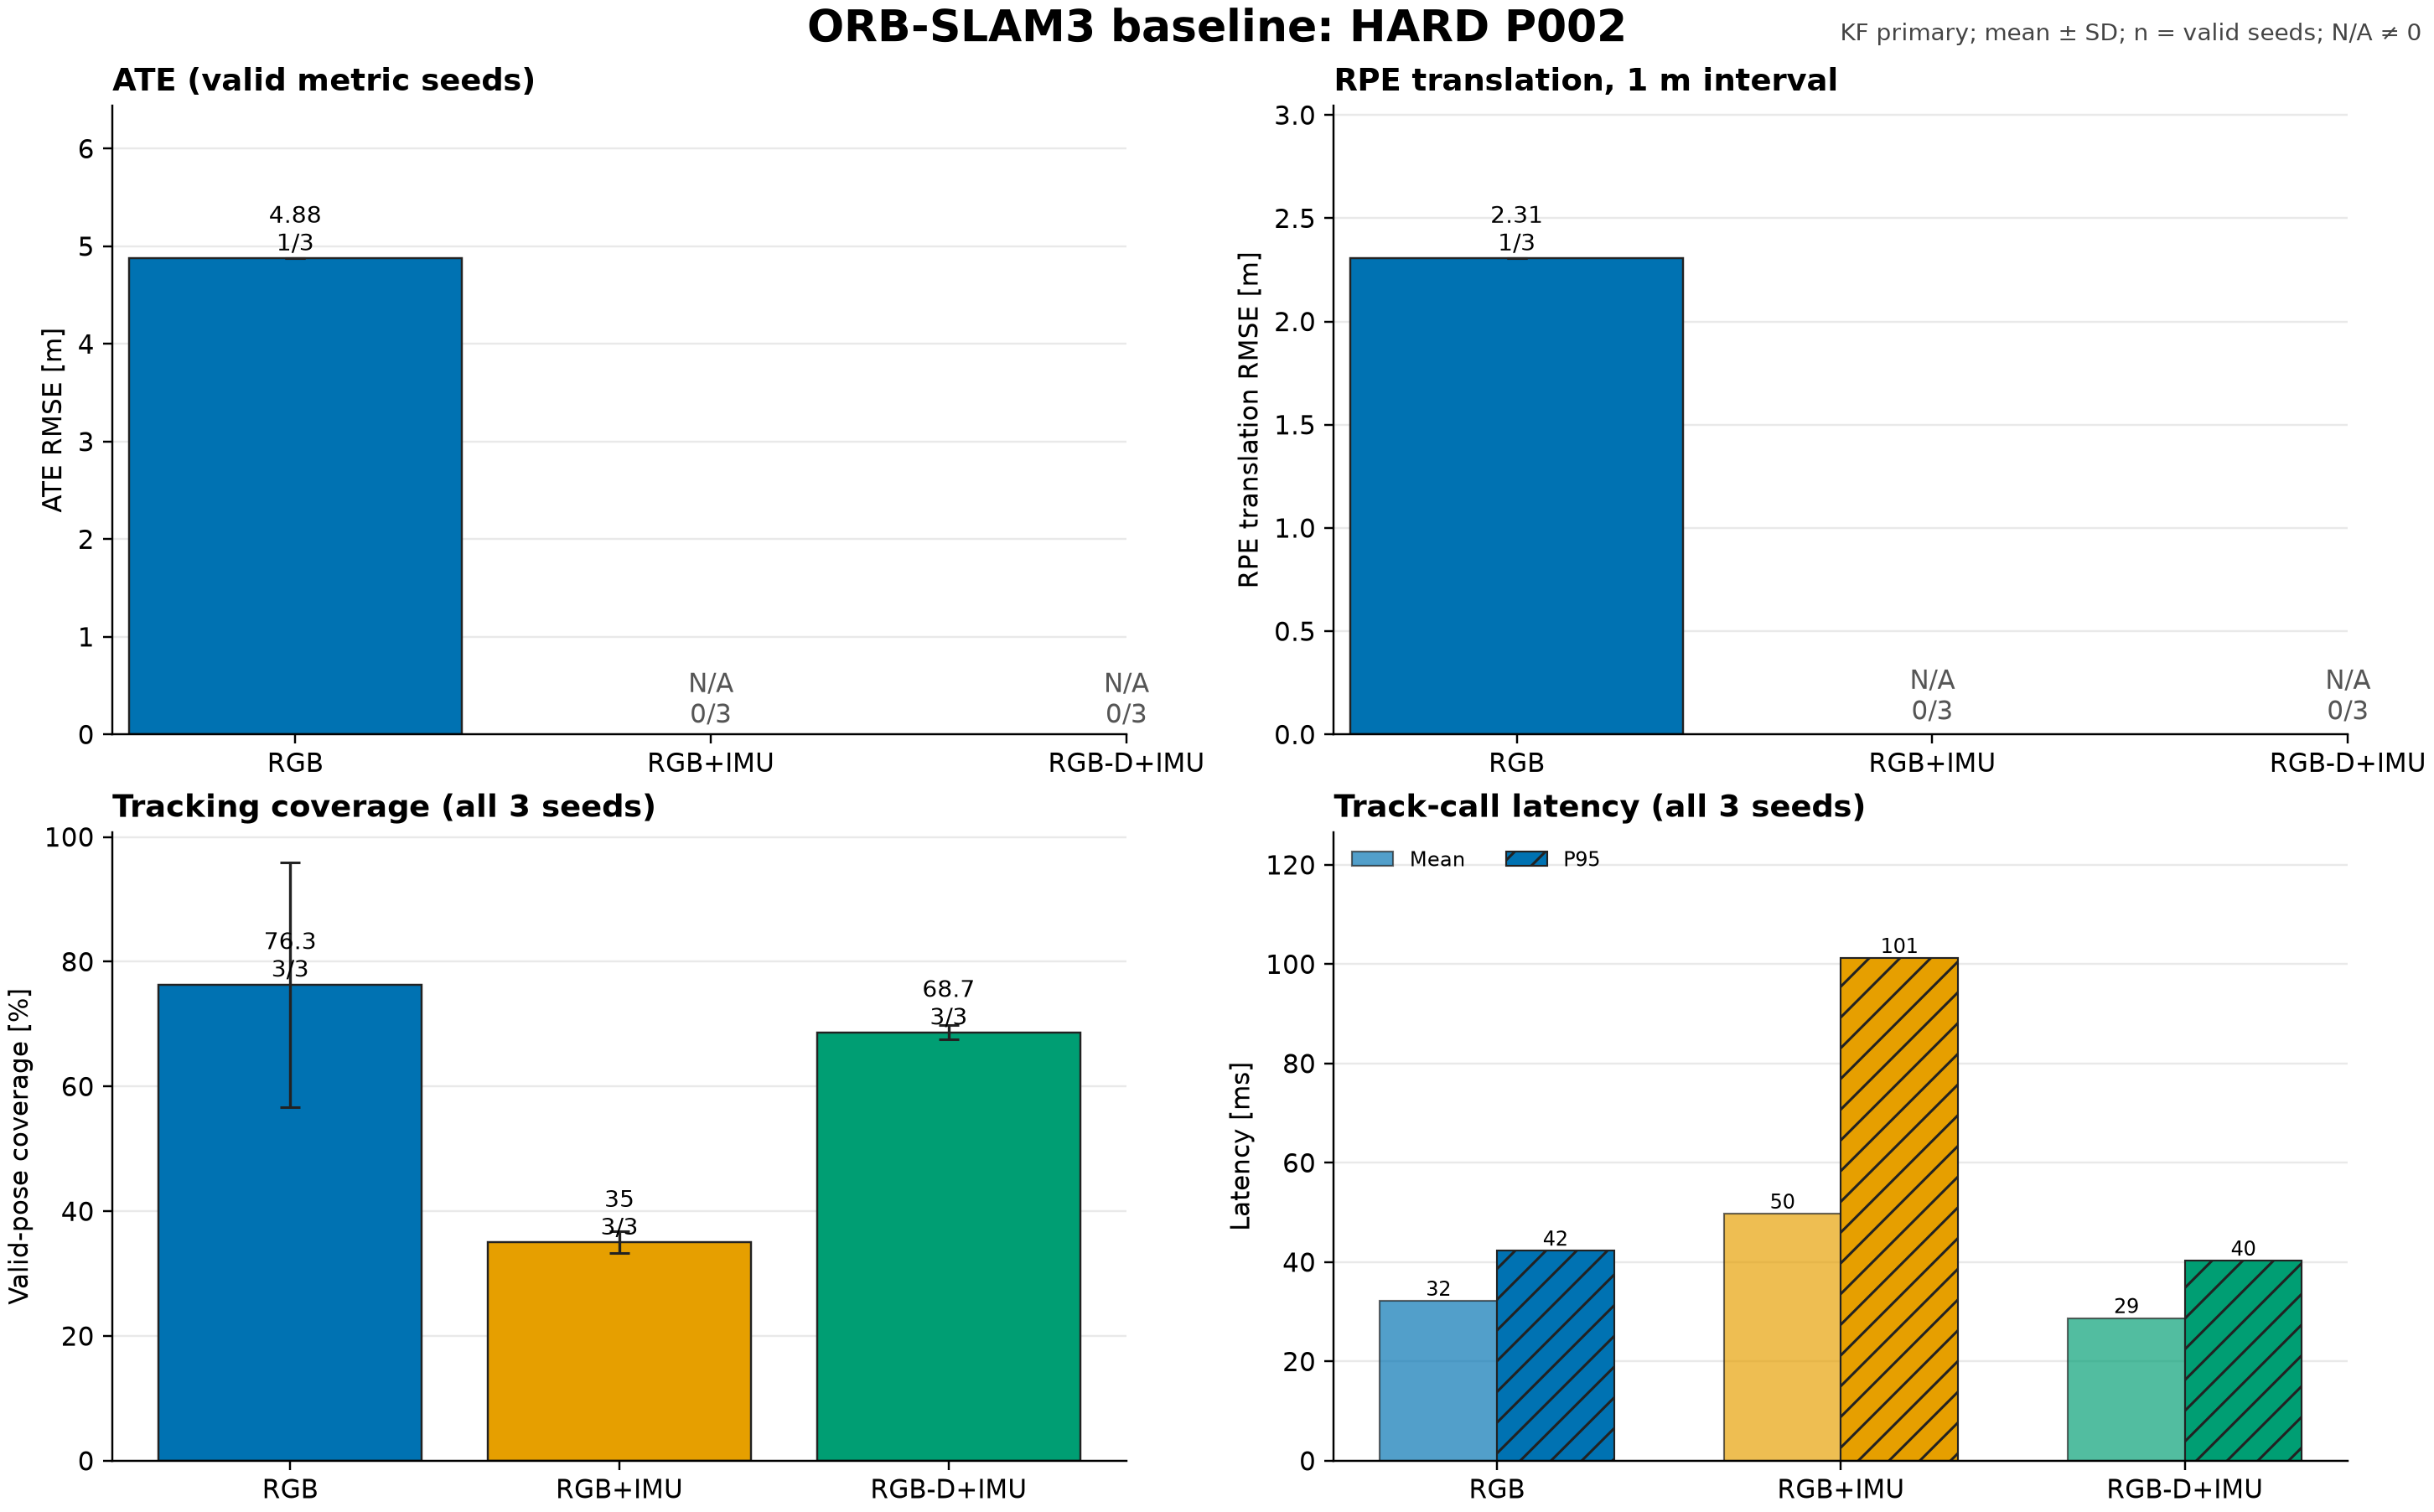 ORB-SLAM3 baseline: HARD P002
KF primary; mean ± SD; n = valid seeds; N/A ≠ 0
ATE (valid metric seeds)
ATE RMSE [m]
6
5
4
3
2
1
0
4.88
1/3
N/A
0/3
N/A
0/3
RGB
RGB+IMU
RGB-D+IMU
RPE translation, 1 m interval
RPE translation RMSE [m]
3.0
2.5
2.0
1.5
1.0
0.5
0.0
2.31
1/3
N/A
0/3
N/A
0/3
RGB
RGB+IMU
RGB-D+IMU
Tracking coverage (all 3 seeds)
Valid-pose coverage [%]
100
80
60
40
20
0
76.3
3/3
35
3/3
68.7
3/3
RGB
RGB+IMU
RGB-D+IMU
Track-call latency (all 3 seeds)
Latency [ms]
120
100
80
60
40
20
0
Mean
P95
32
42
50
101
29
40
RGB
RGB+IMU
RGB-D+IMU